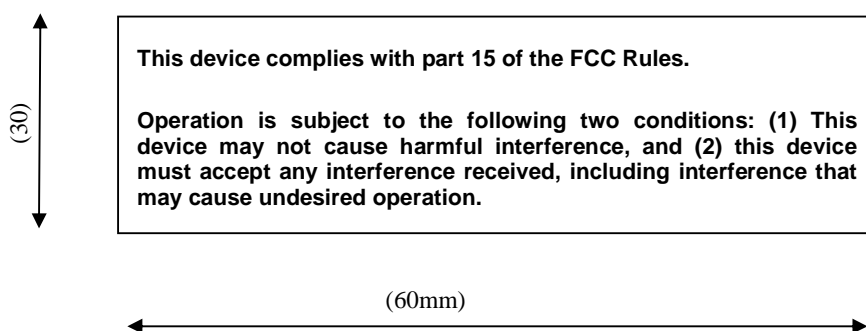 This device complies with part 15 of the FCC Rules.
Operation is subject to the following two conditions: (1) This
device may not cause harmful interference, and (2) this device
must accept any interference received, including interference that
may cause undesired operation.
(30)
(60mm)